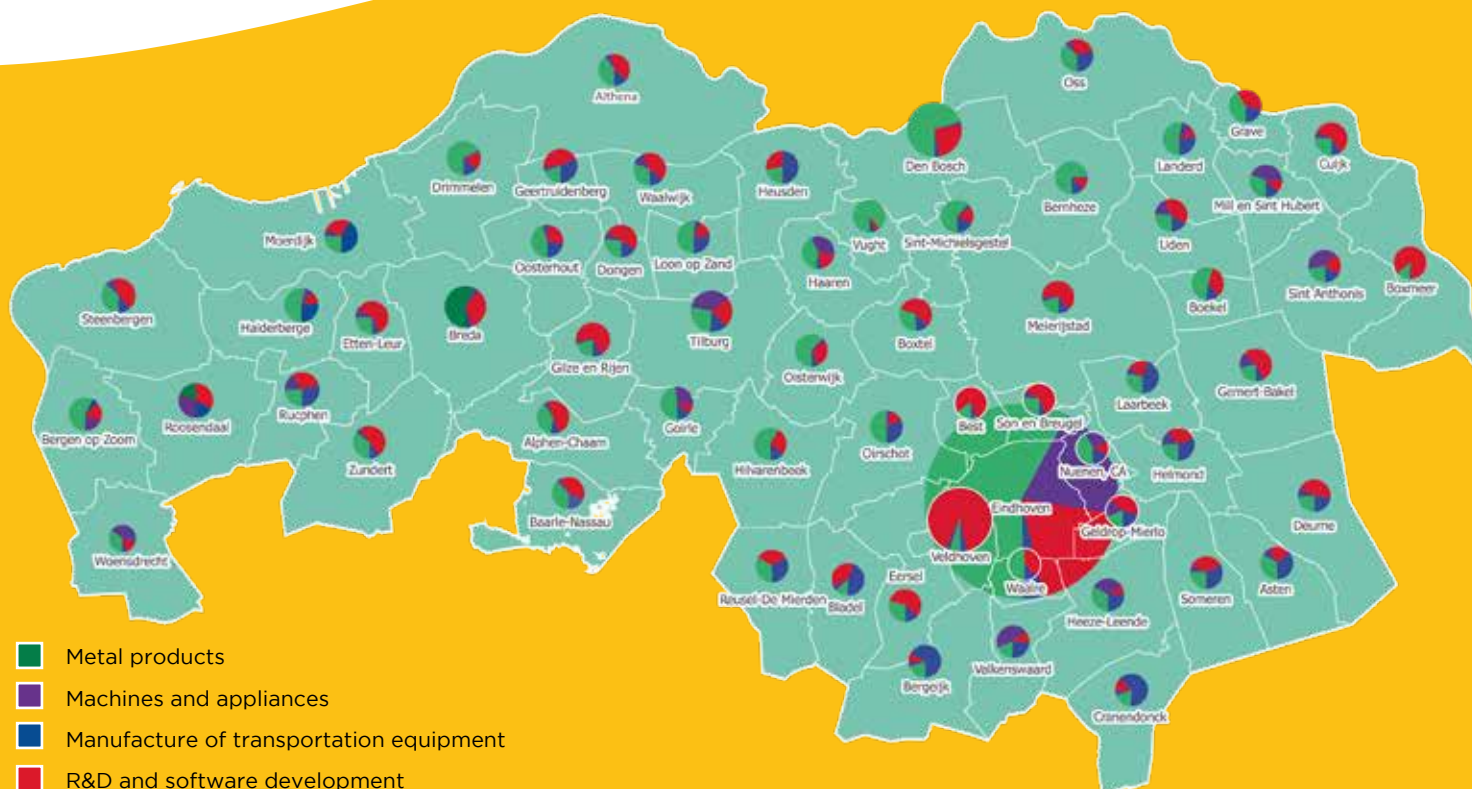 Althena
Oss
Grave
Cuijk
Den Bosch
Landerd
Drimmelen
Geertruidenberg
Waalwijk
Heusden
Bernheze
Mill en Sint Hubert
Moerdijk
Vught
Sint-Michielsgestel
Uden
Oosterhout
Dongen
Loon op Zand
Haaren
Sint Anthonis
Boxmeer
Steenbergen
Halderberge
Etten-Leur
Breda
Gilze en Rijen
Tilburg
Boxtel
Meierijstad
Boekel
Oisterwijk
Gemert-Bakel
Laarbeek
Bergen op Zoom
Roosendaal
Rucphen
Zundert
Alphen-Chaam
Goirle
Hilvarenbeek
Oirschot
Best
Son en Breugel
Nuenen, CA
Helmond
Baarle-Nassau
Eindhoven
Geldrop-Mierlo
Deurne
Woensdrecht
Veldhoven
Reusel-De Mierden
Bladel
Eersel
Waalre
Heeze-Leende
Someren
Asten
Bergeijk
Valkenswaard
Cranendonck
Metal products
Machines and appliances
Manufacture of transportation equipment
R&D and software development